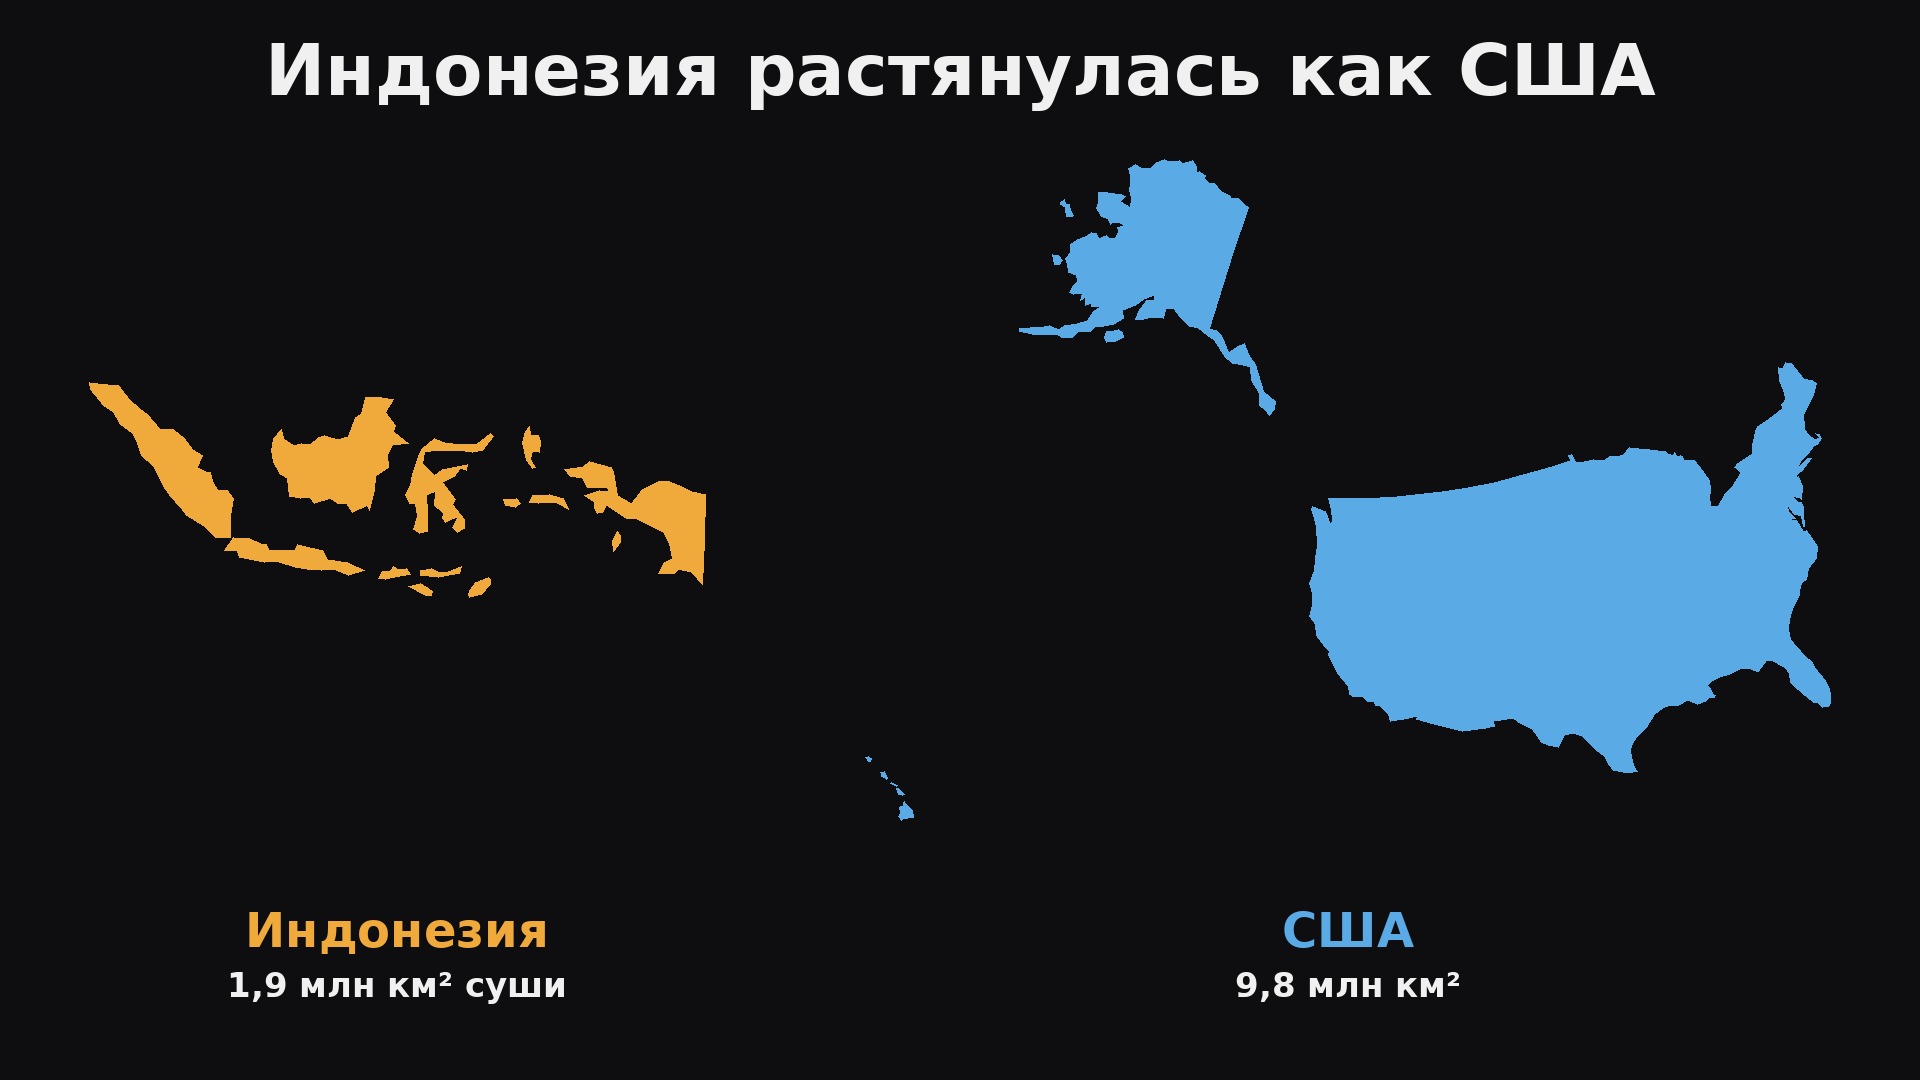 Индонезия растянулась как США
Индонезия
1,9 млн км² суши
США
9,8 млн км²